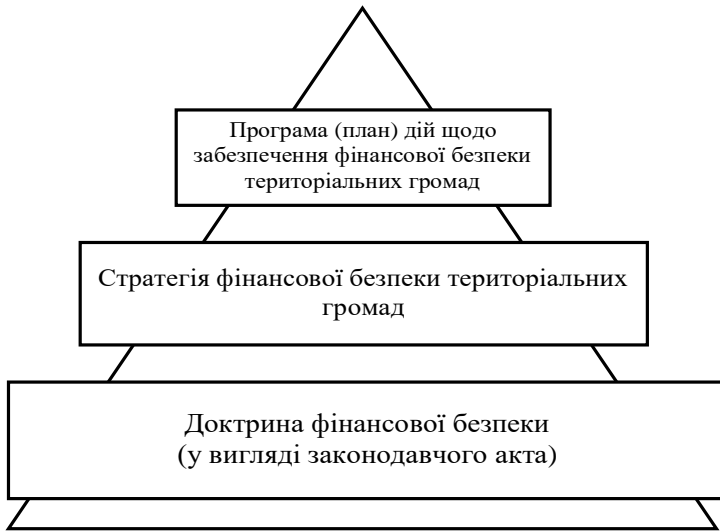 Програма (план) дій щодо
забезпечення фінансової безпеки
територіальних громад
Стратегія фінансової безпеки територіальних
громад
Доктрина фінансової безпеки
(у вигляді законодавчого акта)